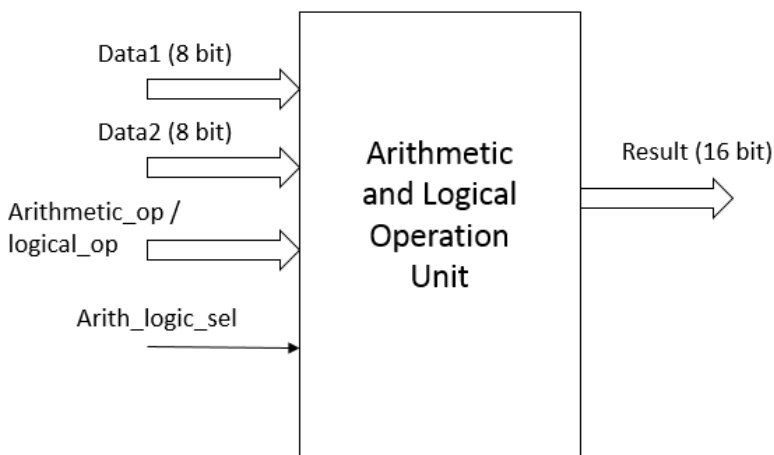 Data1 (8 bit)
Data2 (8 bit)
Arithmetic_op /
logical_op
Arith_logic_sel
Arithmetic
and Logical
Operation
Unit
Result (16 bit)